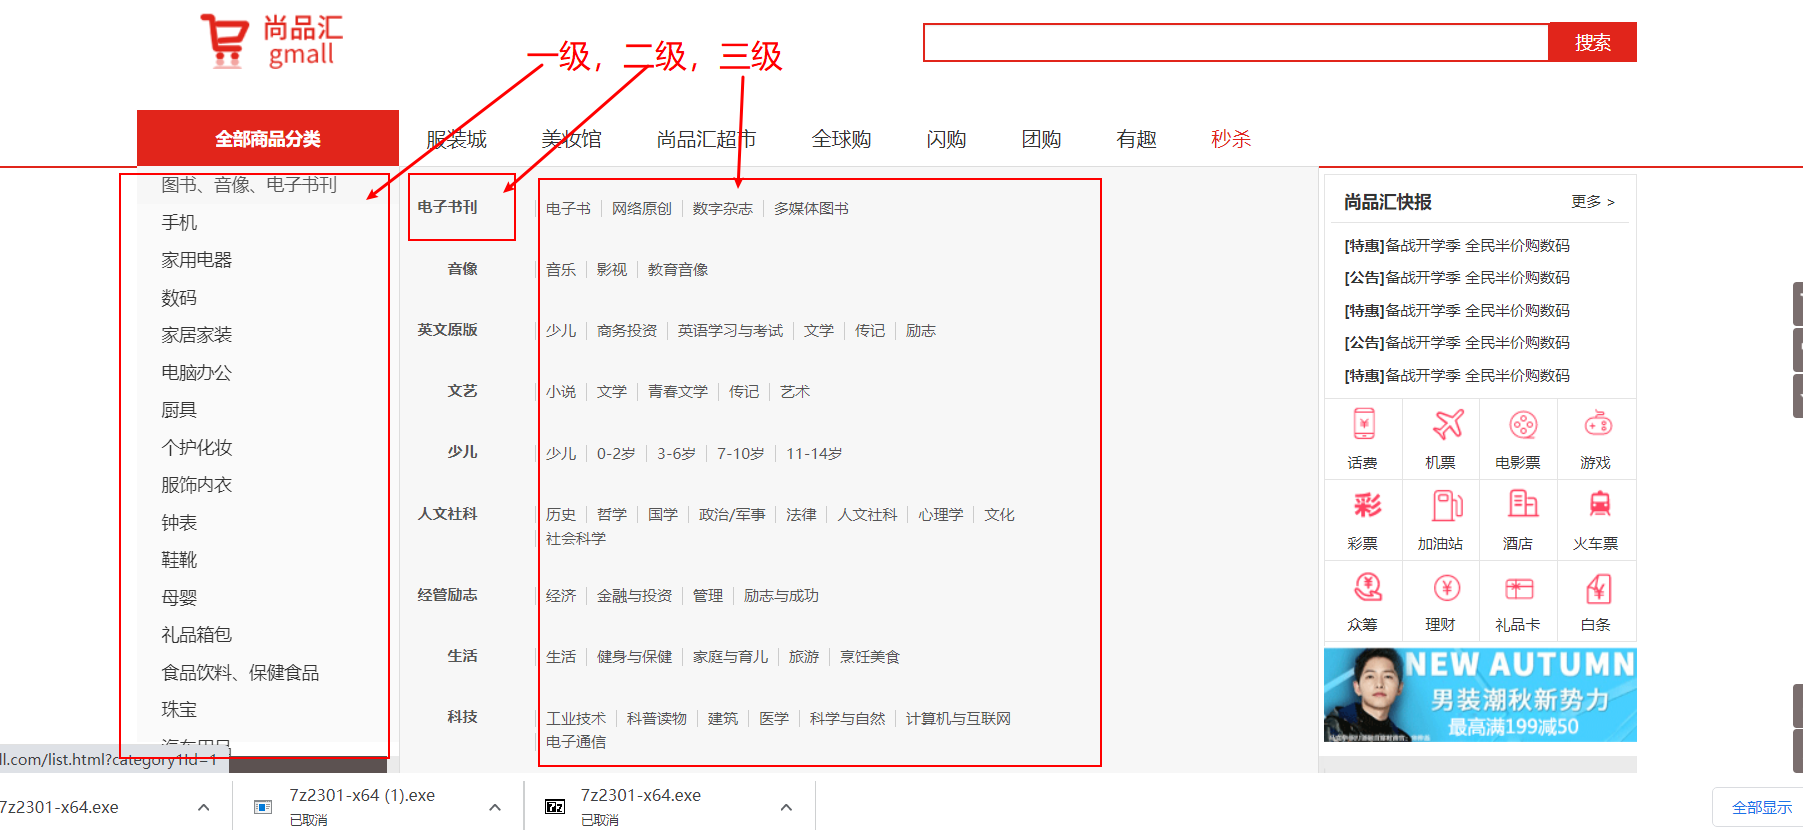 尚品汇
gmall
一级，二级，三级
搜索
全部商品分类
服装城 美妆馆 尚品汇超市 全球购 闪购 团购 有趣 秒杀
图书、音像、电子书刊
手机
家用电器
数码
家居家装
电脑办公
厨具
个护化妆
服饰内衣
钟表
鞋靴
母婴
礼品箱包
食品饮料、保健食品
珠宝
汽车用品
电子书刊 电子书 网络原创 数字杂志 多媒体图书
音像 音乐 影视 教育音像
英文原版 少儿 商务投资 英语学习与考试 文学 传记 励志
文艺 小说 文学 青春文学 传记 艺术
少儿 少儿 0-2岁 3-6岁 7-10岁 11-14岁
人文社科 历史 哲学 国学 政治/军事 法律 人文社科 心理学 文化
社会科学
经管励志 经济 金融与投资 管理 励志与成功
生活 生活 健身与保健 家庭与育儿 旅游 烹饪美食
科技 工业技术 科普读物 建筑 医学 科学与自然 计算机与互联网
电子通信
尚品汇快报 更多 >
[特惠]备战开学季 全民半价购数码
[公告]备战开学季 全民半价购数码
[特惠]备战开学季 全民半价购数码
[公告]备战开学季 全民半价购数码
[特惠]备战开学季 全民半价购数码
话费 机票 电影票 游戏
彩
彩票 加油站 酒店 火车票
众筹 理财 礼品卡 白条
NEW AUTUMN
男装潮秋新势力
最高满199减50
ll.com/list.html?category1Id=1
7z2301-x64.exe
7z2301-x64 (1).exe
已取消
7z
7z2301-x64.exe
已取消
全部显示